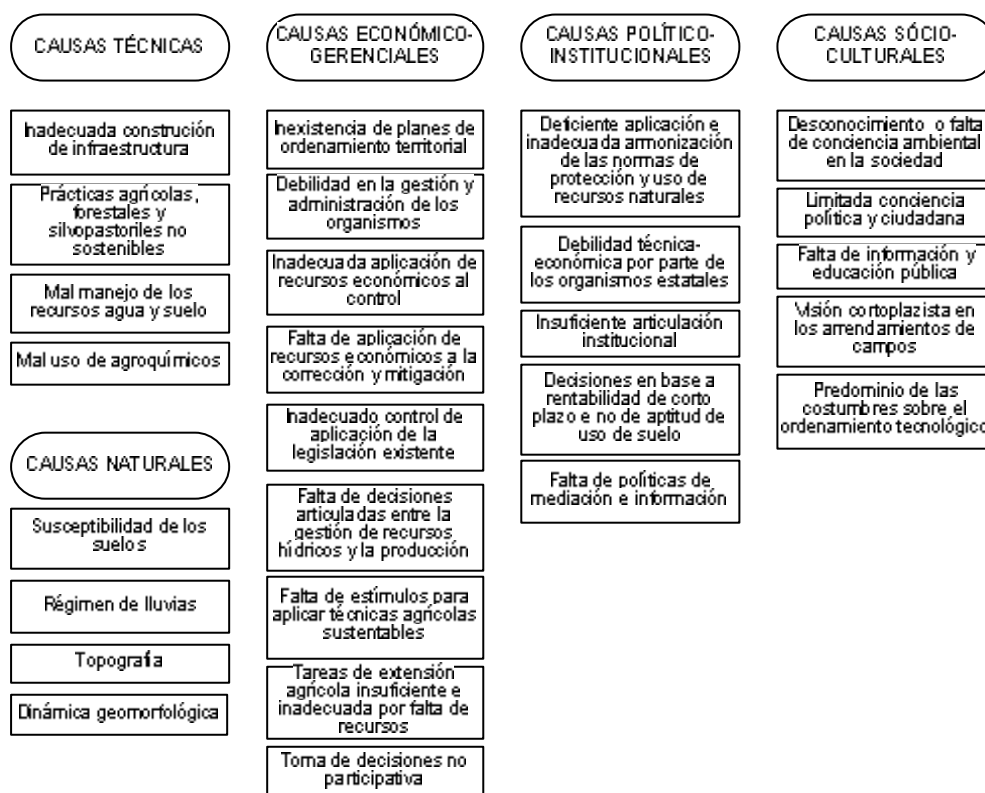 CAUSAS TÉCNICAS
Inadecuada construción
de infraestructura
Prácticas agrícolas,
forestales y
silvopastoriles no
sostenibles
Mal manejo de los
recursos agua y suelo
Mal uso de agroquímicos
CAUSAS NATURALES
Susceptibilidad de los
suelos
Régimen de lluvias
Topografía
Dinámica geomorfológica
CAUSAS ECONÓMICO-
GERENCIALES
Inexistencia de planes de
ordenamiento territorial
Debilidad en la gestión y
administración de los
organismos
Inadecuada aplicación de
recursos económicos al
control
Falta de aplicación de
recursos económicos a la
corrección y mitigación
Inadecuado control de
aplicación de la
legislación existente
Falta de decisiones
articuladas entre la
gestión de recursos
hídricos y la producción
Falta de estímulos para
aplicar técnicas agrícolas
sustentables
Tareas de extensión
agrícola insuficiente e
inadecuada por falta de
recursos
Toma de decisiones no
participativa
CAUSAS POLÍTICO-
INSTITUCIONALES
Deficiente aplicación e
inadecuada armonización
de las normas de
protección y uso de
recursos naturales
Debilidad técnica-
económica por parte de
los organismos estatales
Insuficiente articulación
institucional
Decisiones en base a
rentabilidad de corto
plazo e no de aptitud de
uso de suelo
Falta de políticas de
mediación e información
CAUSAS SÓCIO-
CULTURALES
Desconocimiento o falta
de conciencia ambiental
en la sociedad
Limitada conciencia
política y ciudadana
Falta de información y
educación pública
Visión cortoplazista en
los arrendamientos de
campos
Predominio de las
costumbres sobre el
ordenamiento tecnológico